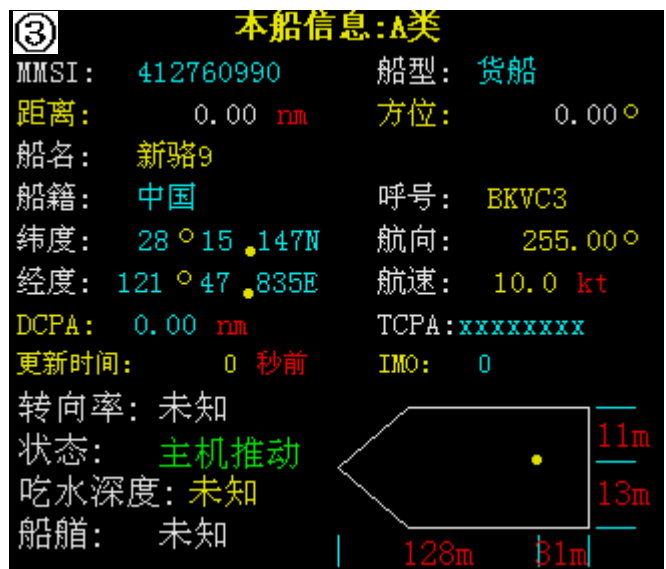 ③ 本船信息:A类
MMSI: 412760990 船型: 货船
距离: 0.00 nm 方位: 0.00°
船名: 新骆9
船籍: 中国 呼号: BKVC3
纬度: 28°15.147N 航向: 255.00°
经度: 121°47.835E 航速: 10.0 kt
DCPA: 0.00 nm TCPA:xxxxxxxx
更新时间: 0 秒前 IMO: 0
转向率: 未知
状态: 主机推动
11m
吃水深度: 未知
13m
船艏: 未知
128m 31m